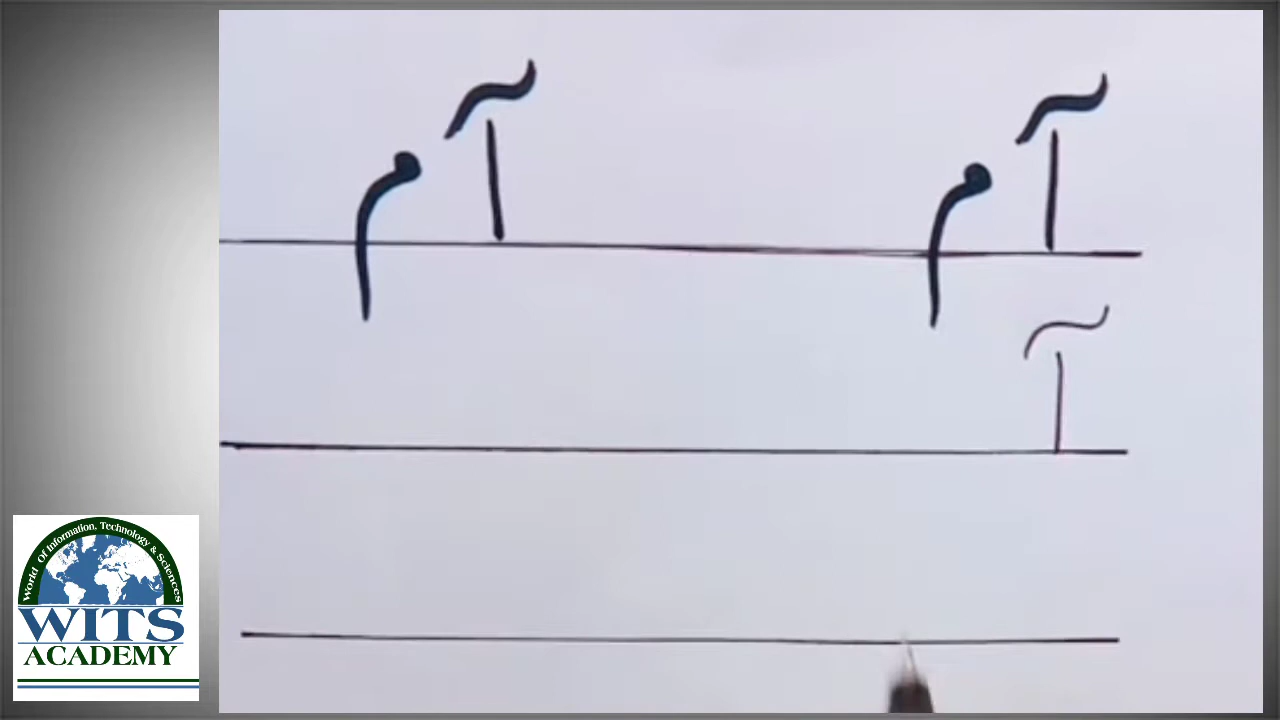 آم آم
آ
World Of Information, Technology & Sciences
WITS
ACADEMY